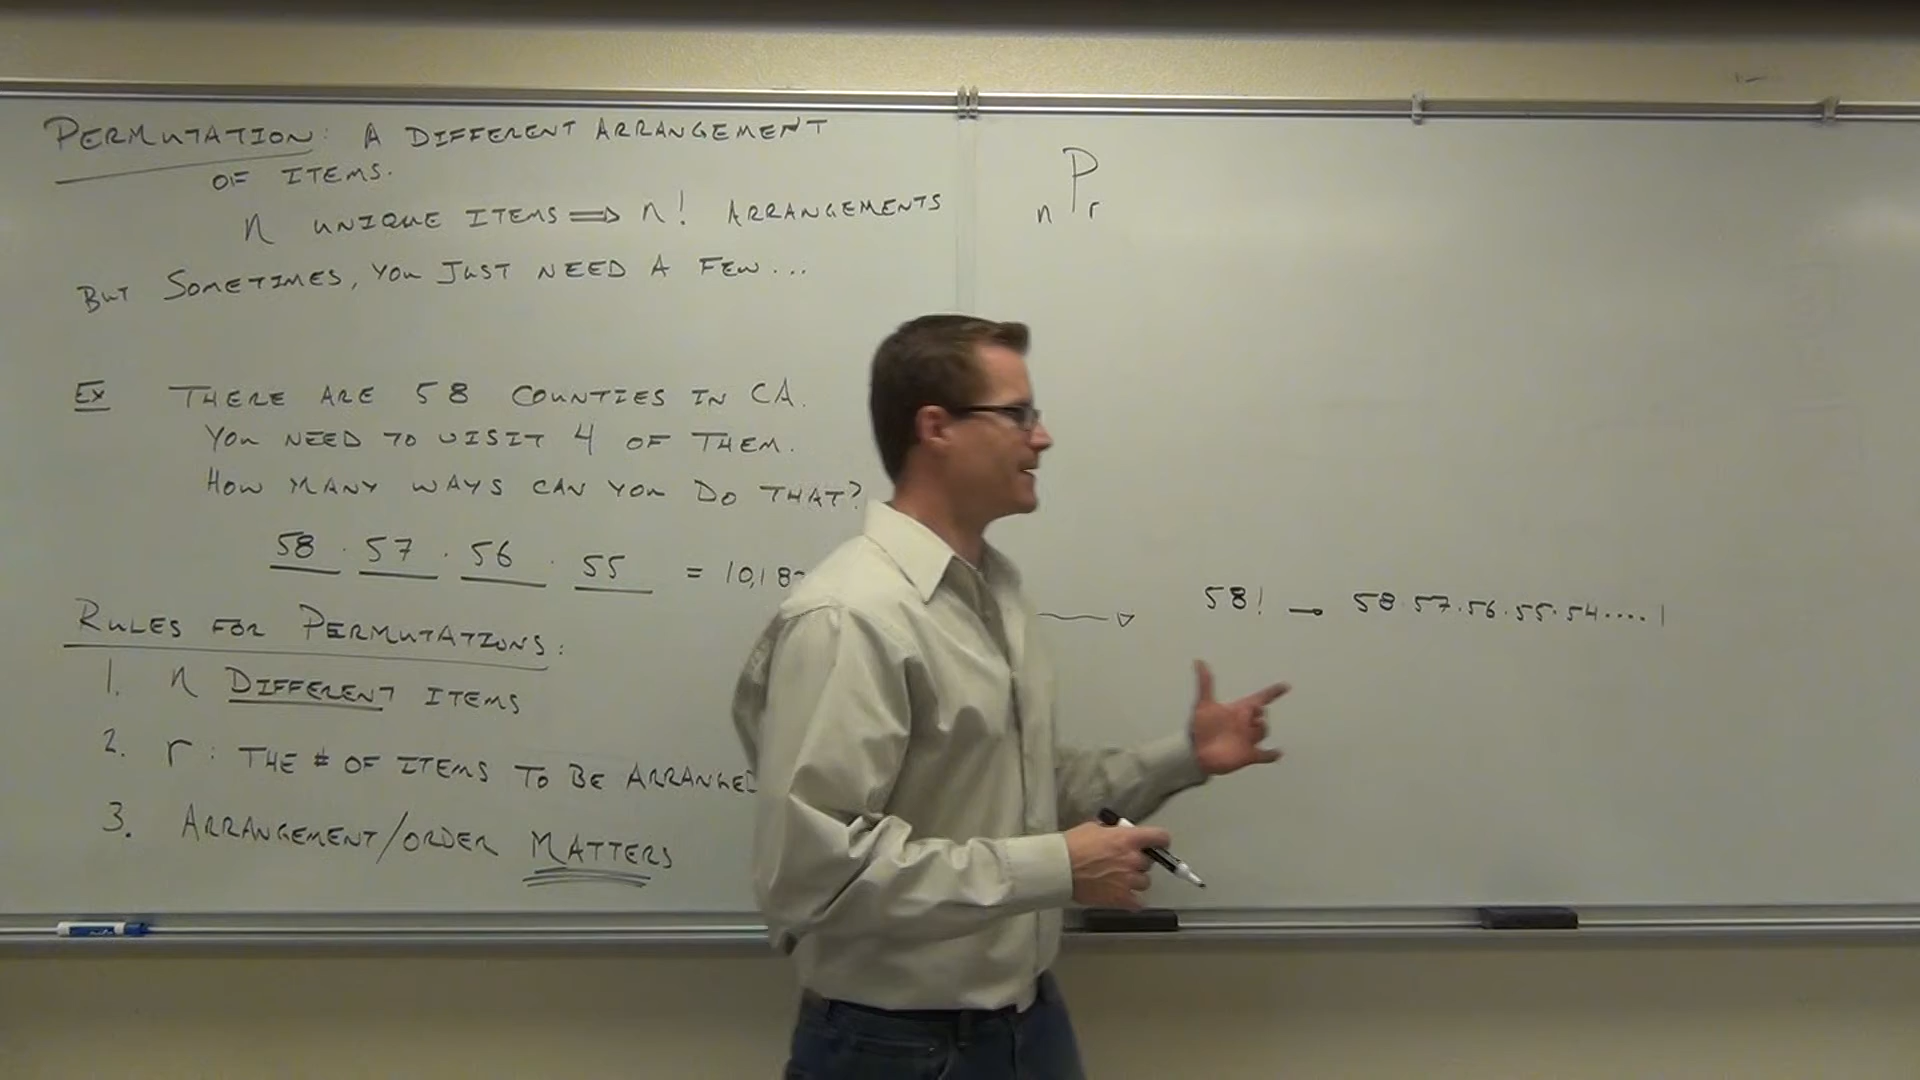 PERMUTATION: A DIFFERENT ARRANGEMENT
OF ITEMS.
n UNIQUE ITEMS ⟹ n! ARRANGEMENTS
BUT SOMETIMES, YOU JUST NEED A FEW...
EX THERE ARE 58 COUNTIES IN CA.
YOU NEED TO VISIT 4 OF THEM.
HOW MANY WAYS CAN YOU DO THAT?
58 · 57 · 56 · 55 = 10,18
RULES FOR PERMUTATIONS:
1. n DIFFERENT ITEMS
2. r: THE # OF ITEMS TO BE ARRANGED
3. ARRANGEMENT/ORDER MATTERS
nPr
58! → 58·57·56·55·54....1